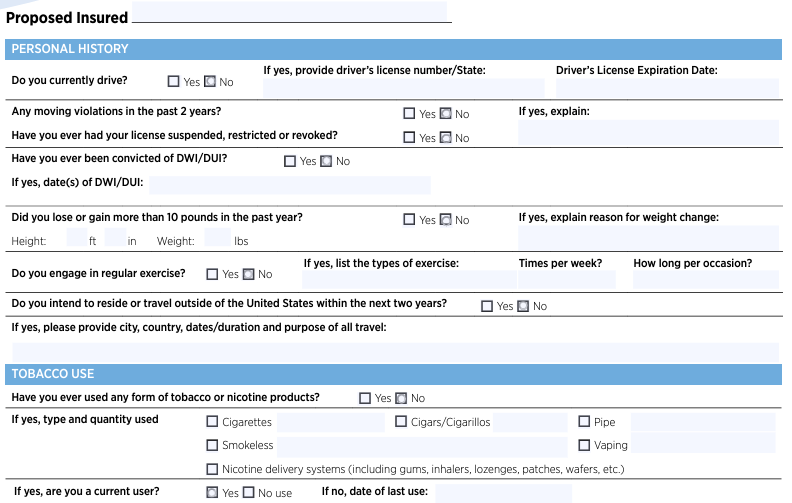 Proposed Insured
PERSONAL HISTORY
Do you currently drive? Yes No If yes, provide driver's license number/State: Driver's License Expiration Date:
Any moving violations in the past 2 years? Yes No If yes, explain:
Have you ever had your license suspended, restricted or revoked? Yes No
Have you ever been convicted of DWI/DUI? Yes No
If yes, date(s) of DWI/DUI:
Did you lose or gain more than 10 pounds in the past year? Yes No If yes, explain reason for weight change:
Height: ft in Weight: lbs
Do you engage in regular exercise? Yes No If yes, list the types of exercise: Times per week? How long per occasion?
Do you intend to reside or travel outside of the United States within the next two years? Yes No
If yes, please provide city, country, dates/duration and purpose of all travel:
TOBACCO USE
Have you ever used any form of tobacco or nicotine products? Yes No
If yes, type and quantity used Cigarettes Cigars/Cigarillos Pipe
Smokeless Vaping
Nicotine delivery systems (including gums, inhalers, lozenges, patches, wafers, etc.)
If yes, are you a current user? Yes No use If no, date of last use: